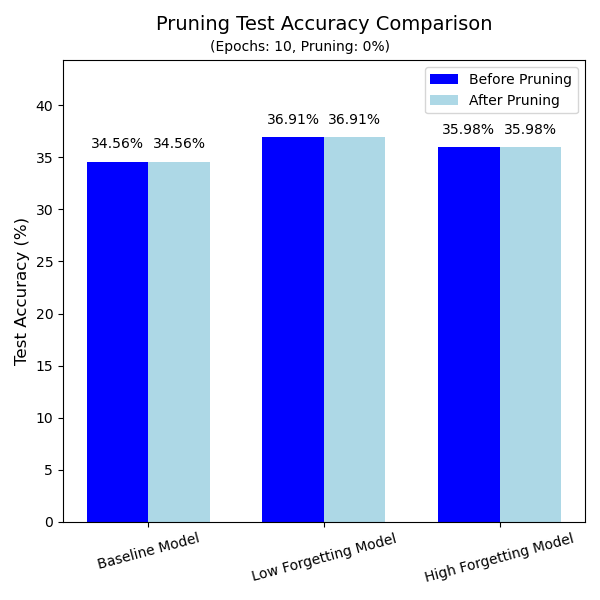 Pruning Test Accuracy Comparison
(Epochs: 10, Pruning: 0%)
Before Pruning
After Pruning
Test Accuracy (%)
40
35
30
25
20
15
10
5
0
34.56% 34.56%
36.91% 36.91%
35.98% 35.98%
Baseline Model
Low Forgetting Model
High Forgetting Model